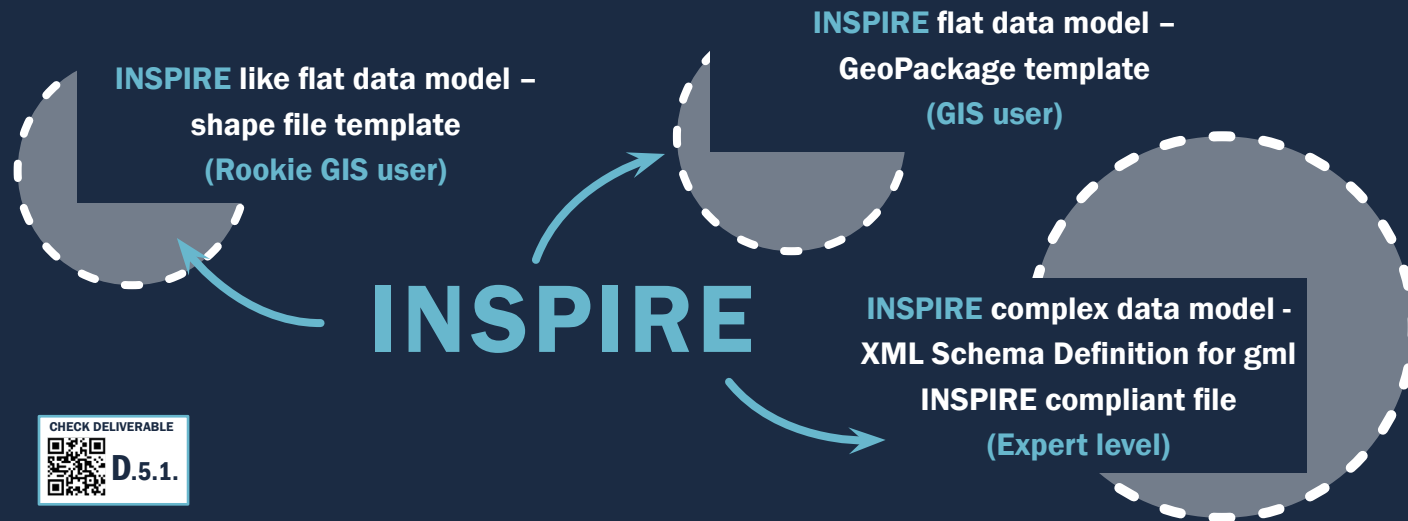 INSPIRE like flat data model –
shape file template
(Rookie GIS user)
INSPIRE flat data model –
GeoPackage template
(GIS user)
INSPIRE
INSPIRE complex data model -
XML Schema Definition for gml
INSPIRE compliant file
(Expert level)
CHECK DELIVERABLE
D.5.1.